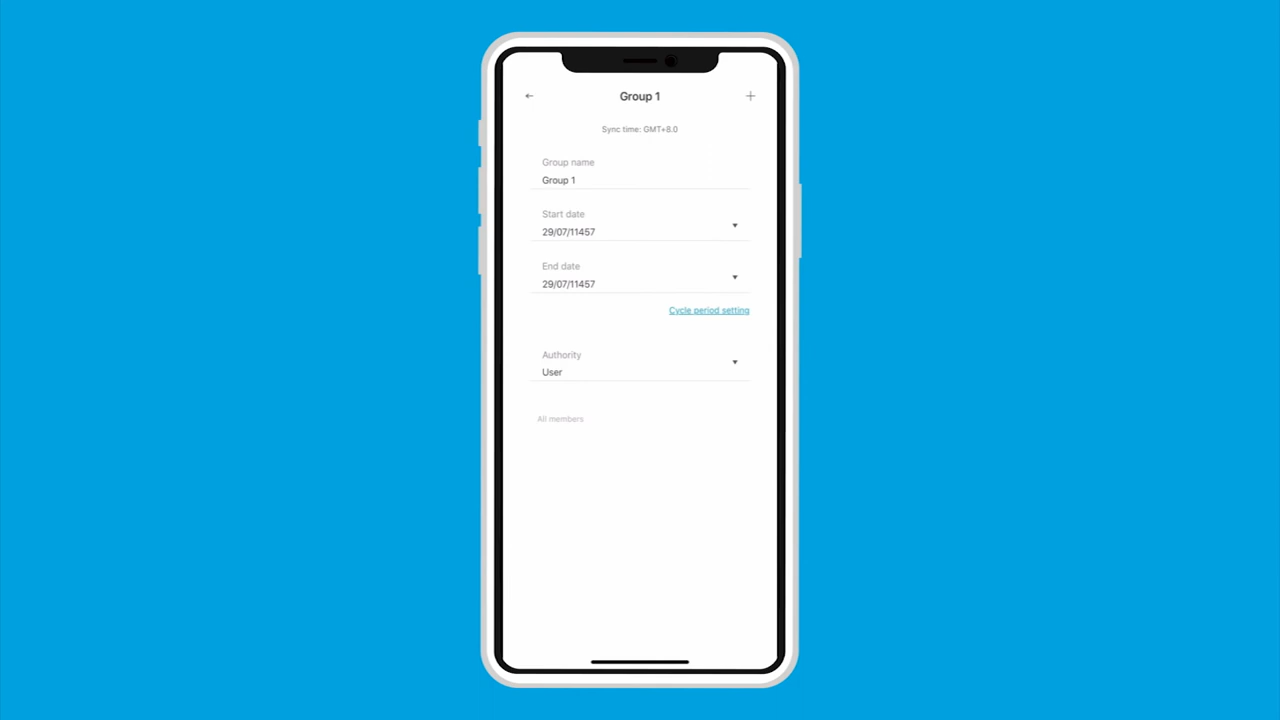 Group 1
Sync time: GMT+8.0
Group name
Group 1
Start date
29/07/11457
End date
29/07/11457
Cycle period setting
Authority
User
All members